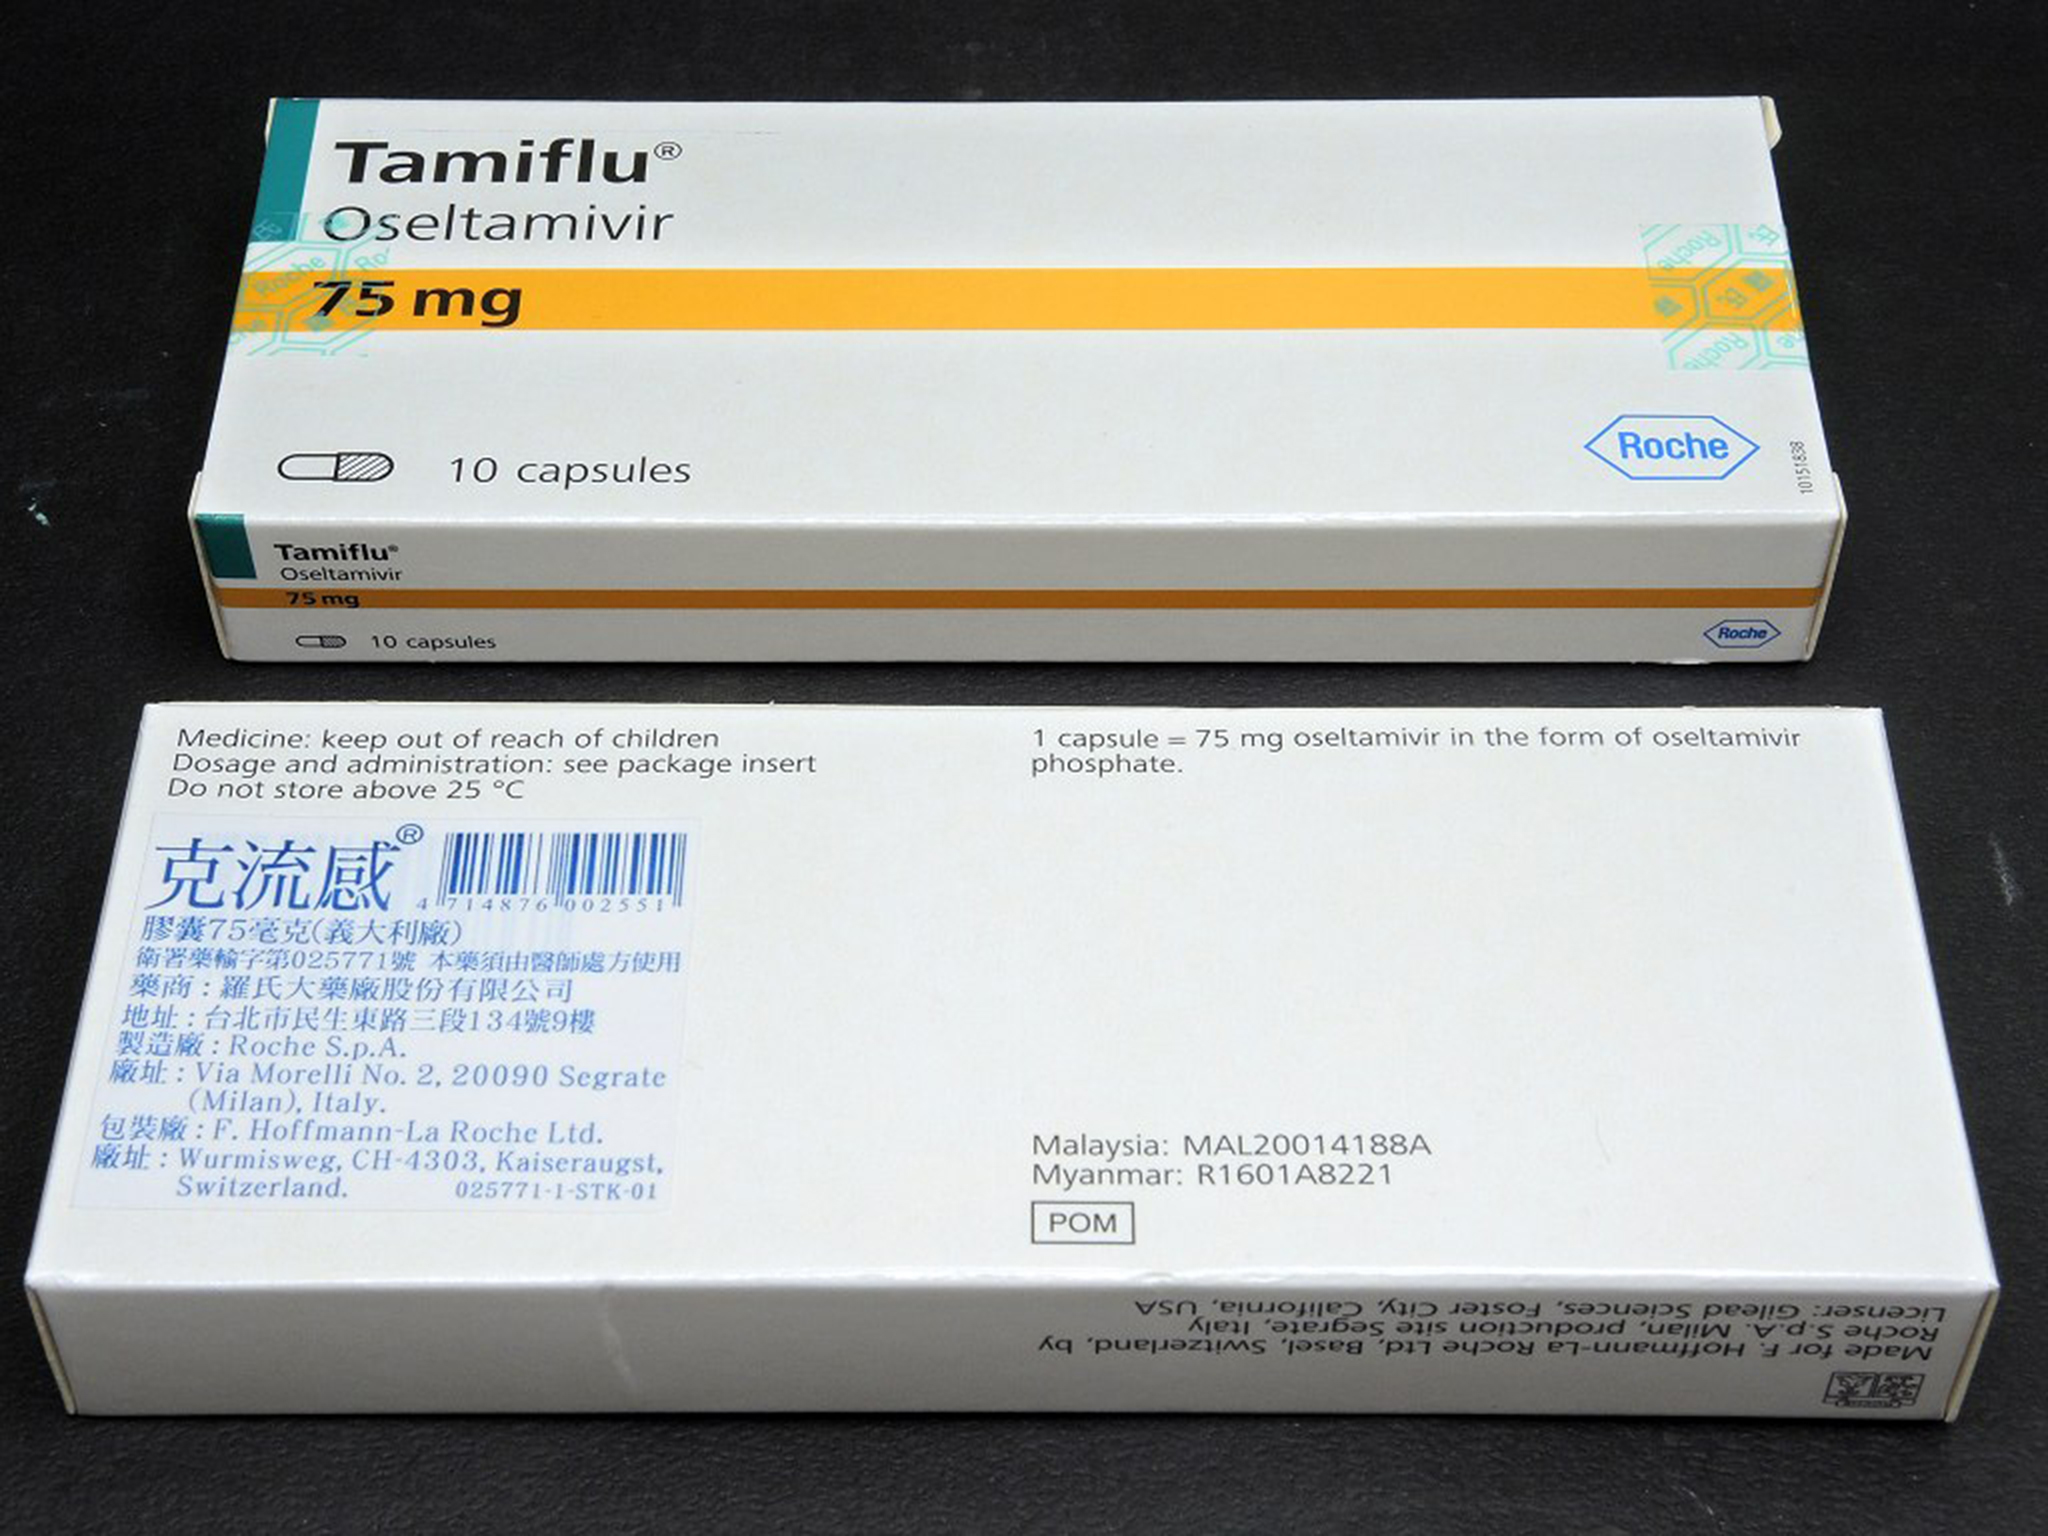 Tamiflu®
Oseltamivir
75 mg
10 capsules
Roche
10151838
Roche
Ro
Roche
Roche
Tamiflu®
Oseltamivir
75 mg
10 capsules
Roche
Medicine: keep out of reach of children
Dosage and administration: see package insert
Do not store above 25 °C
1 capsule = 75 mg oseltamivir in the form of oseltamivir
phosphate.
克流感®
4 714876 002551
膠囊75毫克(義大利廠)
衛署藥輸字第025771號 本藥須由醫師處方使用
藥商：羅氏大藥廠股份有限公司
地址：台北市民生東路三段134號9樓
製造廠：Roche S.p.A.
廠址：Via Morelli No. 2, 20090 Segrate
(Milan), Italy.
包裝廠：F. Hoffmann-La Roche Ltd.
廠址：Wurmisweg, CH-4303, Kaiseraugst,
Switzerland. 025771-1-STK-01
Malaysia: MAL20014188A
Myanmar: R1601A8221
POM
Made for F. Hoffmann-La Roche Ltd, Basel, Switzerland, by
Roche S.p.A. Milan, production site Segrate, Italy
Licenser: Gilead Sciences, Foster City, California, USA